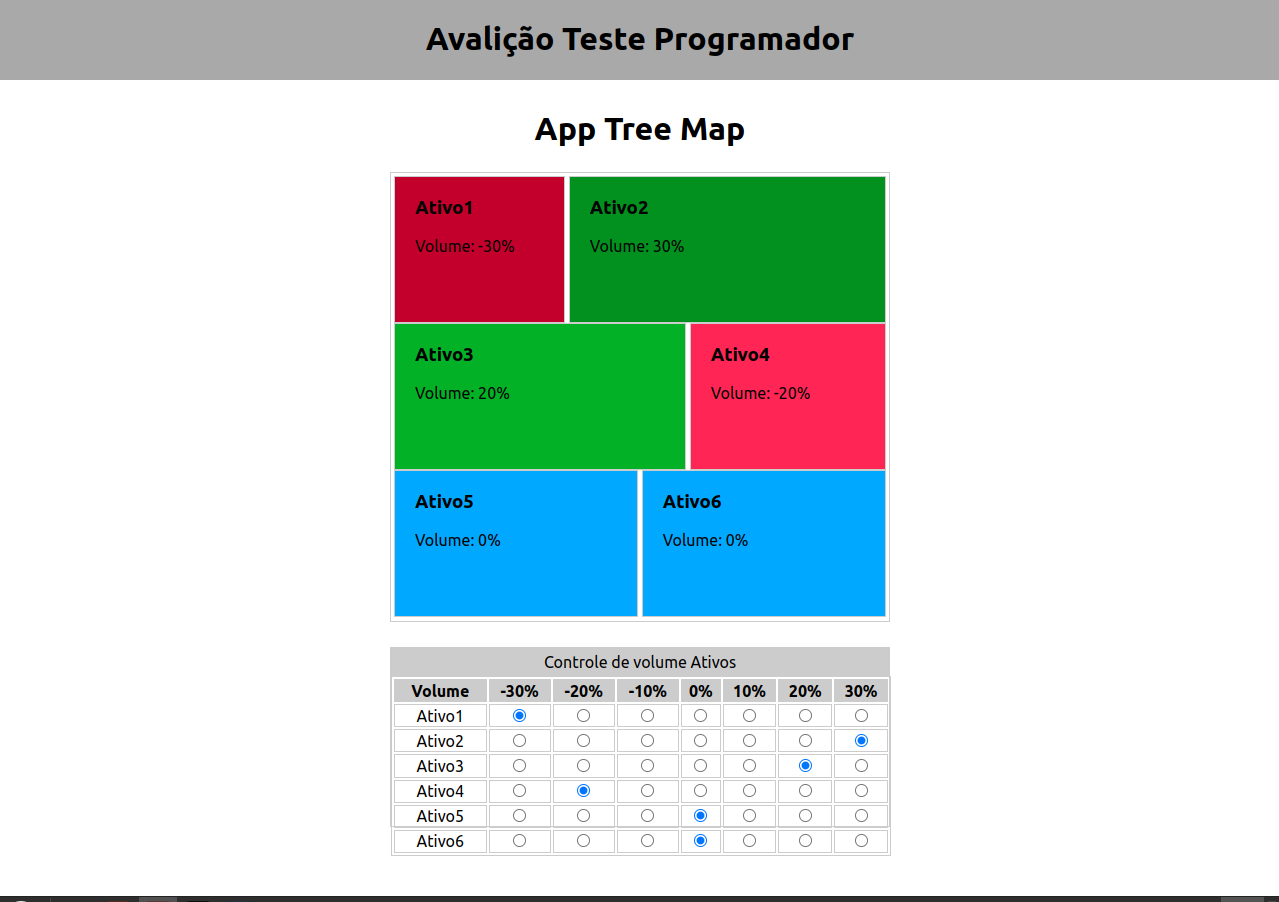 Avalição Teste Programador
App Tree Map
Ativo1 Ativo2
Volume: -30% Volume: 30%
Ativo3 Ativo4
Volume: 20% Volume: -20%
Ativo5 Ativo6
Volume: 0% Volume: 0%
Controle de volume Ativos
Volume -30% -20% -10% 0% 10% 20% 30%
Ativo1
Ativo2
Ativo3
Ativo4
Ativo5
Ativo6